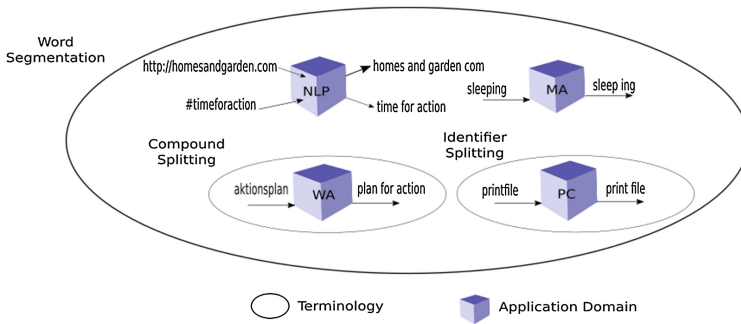 Word
Segmentation
http://homesandgarden.com
homes and garden com
NLP
#timeforaction
time for action
sleeping
MA
sleep ing
Compound
Splitting
Identifier
Splitting
aktionsplan
WA
plan for action
printfile
PC
print file
Terminology
Application Domain